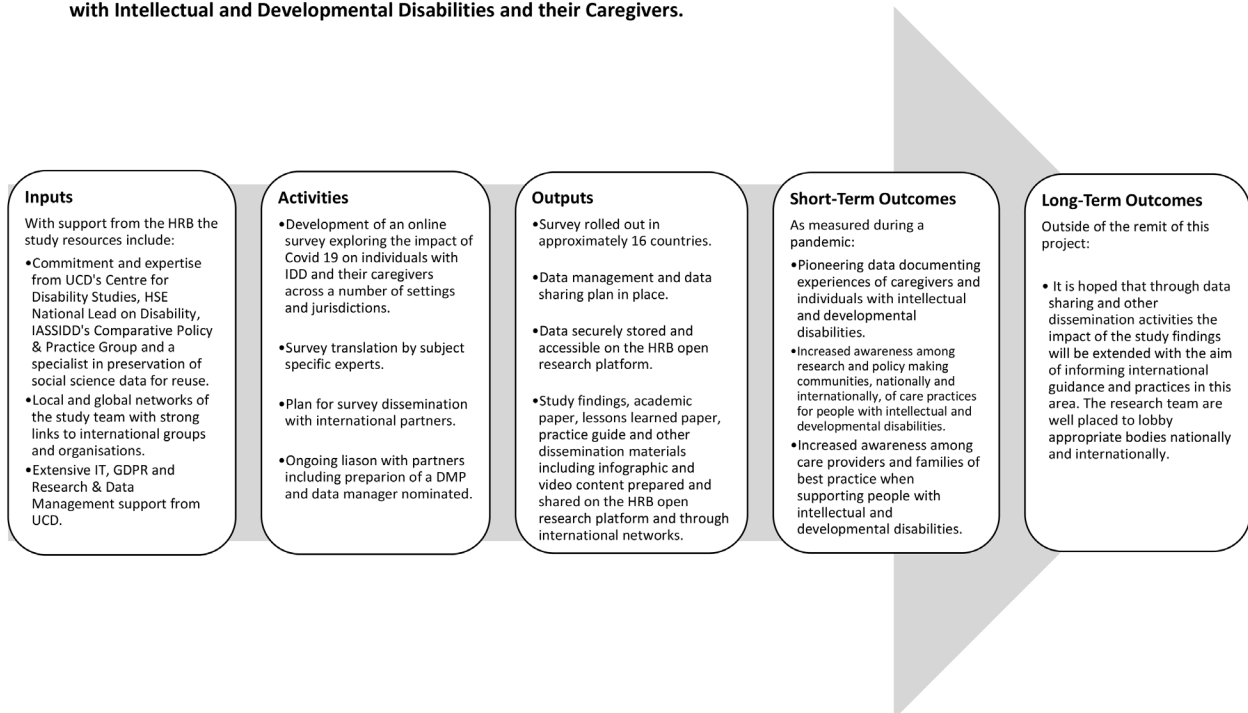 with Intellectual and Developmental Disabilities and their Caregivers.
Inputs
With support from the HRB the
study resources include:
•Commitment and expertise
from UCD's Centre for
Disability Studies, HSE
National Lead on Disability,
IASSIDD's Comparative Policy
& Practice Group and a
specialist in preservation of
social science data for reuse.
•Local and global networks of
the study team with strong
links to international groups
and organisations.
•Extensive IT, GDPR and
Research & Data
Management support from
UCD.
Activities
•Development of an online
survey exploring the impact of
Covid 19 on individuals with
IDD and their caregivers
across a number of settings
and jurisdictions.
•Survey translation by subject
specific experts.
•Plan for survey dissemination
with international partners.
•Ongoing liason with partners
including preparion of a DMP
and data manager nominated.
Outputs
•Survey rolled out in
approximately 16 countries.
•Data management and data
sharing plan in place.
•Data securely stored and
accessible on the HRB open
research platform.
•Study findings, academic
paper, lessons learned paper,
practice guide and other
dissemination materials
including infographic and
video content prepared and
shared on the HRB open
research platform and through
international networks.
Short-Term Outcomes
As measured during a
pandemic:
•Pioneering data documenting
experiences of caregivers and
individuals with intellectual
and developmental
disabilities.
•Increased awareness among
research and policy making
communities, nationally and
internationally, of care practices
for people with intellectual and
developmental disabilities.
•Increased awareness among
care providers and families of
best practice when
supporting people with
intellectual and
developmental disabilities.
Long-Term Outcomes
Outside of the remit of this
project:
• It is hoped that through data
sharing and other
dissemination activities the
impact of the study findings
will be extended with the aim
of informing international
guidance and practices in this
area. The research team are
well placed to lobby
appropriate bodies nationally
and internationally.